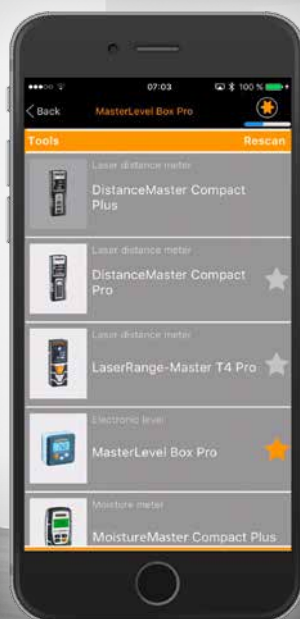 07:03
100 %
Back
MasterLevel Box Pro
Tools
Rescan
Laser distance meter
DistanceMaster Compact
Plus
Laser distance meter
DistanceMaster Compact
Pro
Laser distance meter
LaserRange-Master T4 Pro
Electronic level
MasterLevel Box Pro
Moisture meter
MoistureMaster Compact Plus